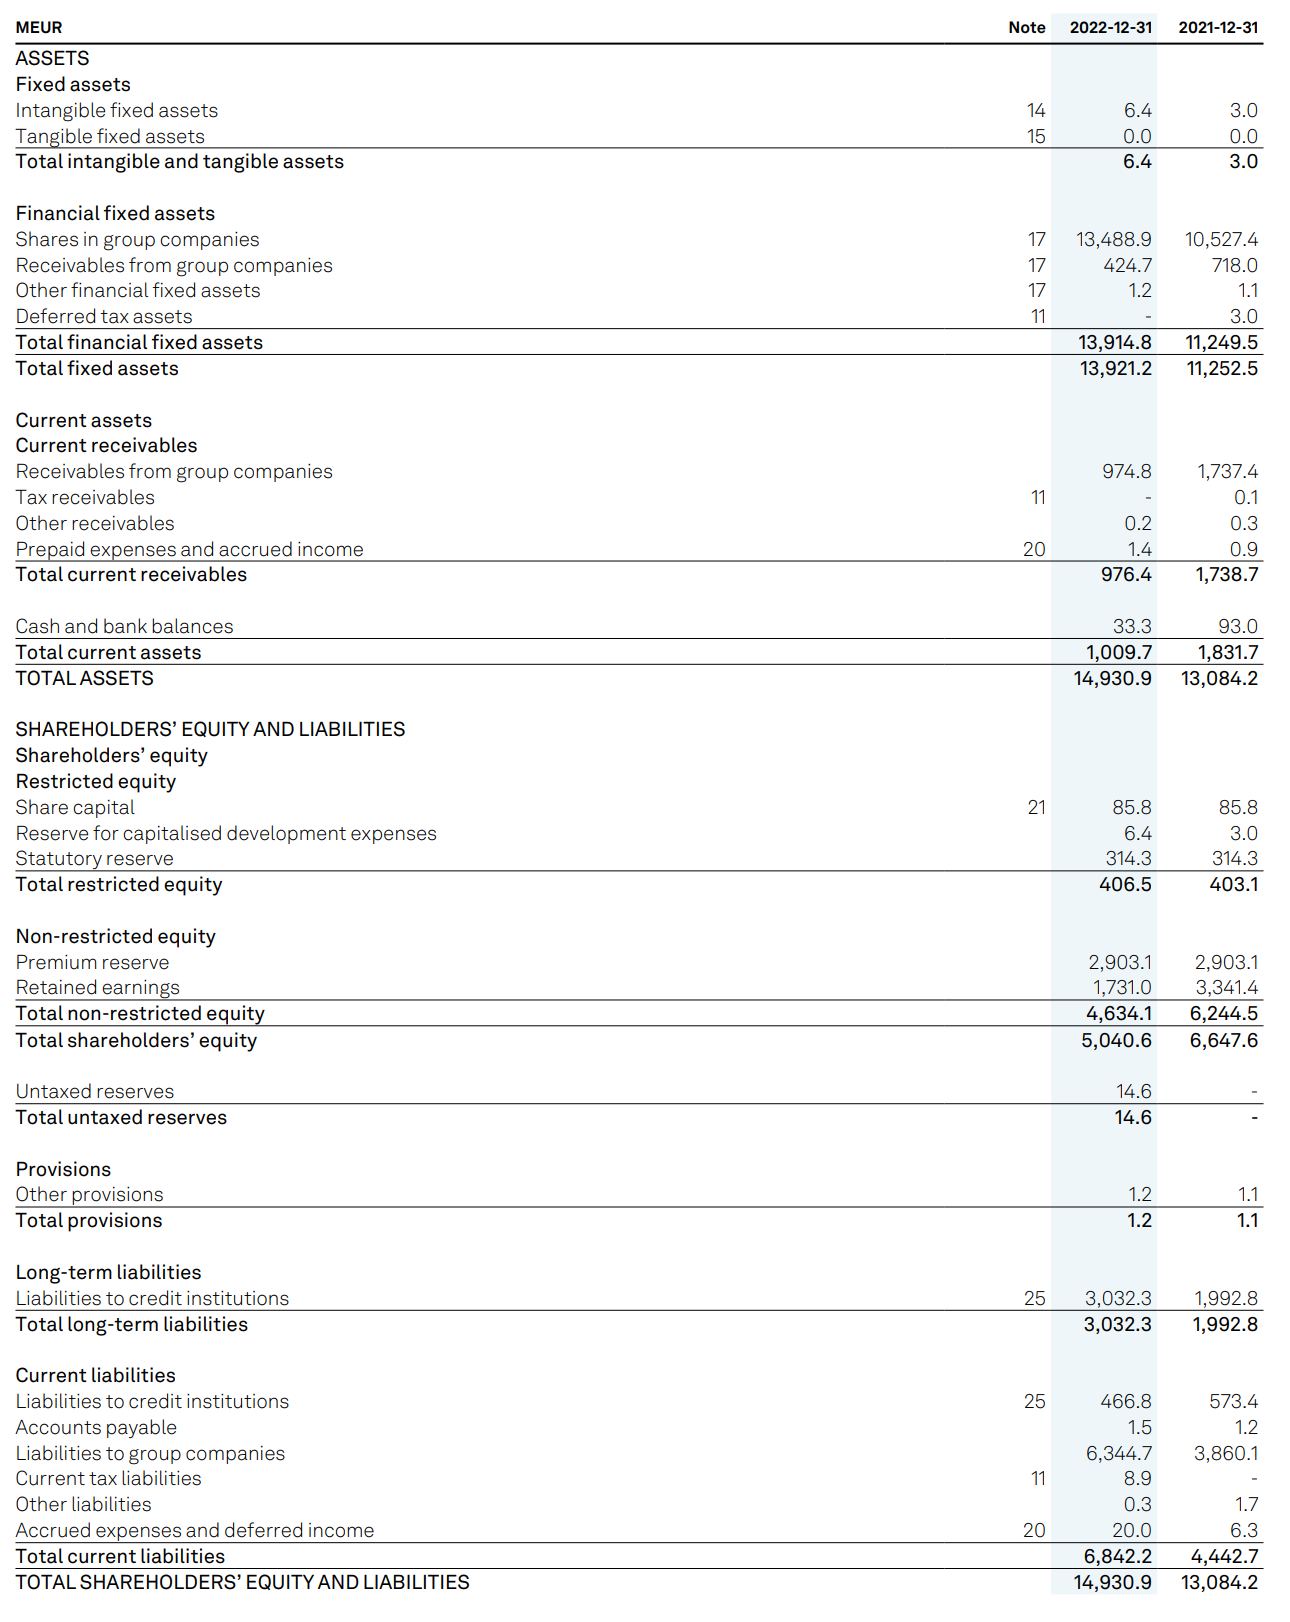 MEUR Note 2022-12-31 2021-12-31
ASSETS
Fixed assets
Intangible fixed assets 14 6.4 3.0
Tangible fixed assets 15 0.0 0.0
Total intangible and tangible assets 6.4 3.0
Financial fixed assets
Shares in group companies 17 13,488.9 10,527.4
Receivables from group companies 17 424.7 718.0
Other financial fixed assets 17 1.2 1.1
Deferred tax assets 11 - 3.0
Total financial fixed assets 13,914.8 11,249.5
Total fixed assets 13,921.2 11,252.5
Current assets
Current receivables
Receivables from group companies 974.8 1,737.4
Tax receivables 11 - 0.1
Other receivables 0.2 0.3
Prepaid expenses and accrued income 20 1.4 0.9
Total current receivables 976.4 1,738.7
Cash and bank balances 33.3 93.0
Total current assets 1,009.7 1,831.7
TOTAL ASSETS 14,930.9 13,084.2
SHAREHOLDERS’ EQUITY AND LIABILITIES
Shareholders’ equity
Restricted equity
Share capital 21 85.8 85.8
Reserve for capitalised development expenses 6.4 3.0
Statutory reserve 314.3 314.3
Total restricted equity 406.5 403.1
Non-restricted equity
Premium reserve 2,903.1 2,903.1
Retained earnings 1,731.0 3,341.4
Total non-restricted equity 4,634.1 6,244.5
Total shareholders’ equity 5,040.6 6,647.6
Untaxed reserves 14.6 -
Total untaxed reserves 14.6 -
Provisions
Other provisions 1.2 1.1
Total provisions 1.2 1.1
Long-term liabilities
Liabilities to credit institutions 25 3,032.3 1,992.8
Total long-term liabilities 3,032.3 1,992.8
Current liabilities
Liabilities to credit institutions 25 466.8 573.4
Accounts payable 1.5 1.2
Liabilities to group companies 6,344.7 3,860.1
Current tax liabilities 11 8.9 -
Other liabilities 0.3 1.7
Accrued expenses and deferred income 20 20.0 6.3
Total current liabilities 6,842.2 4,442.7
TOTAL SHAREHOLDERS’ EQUITY AND LIABILITIES 14,930.9 13,084.2